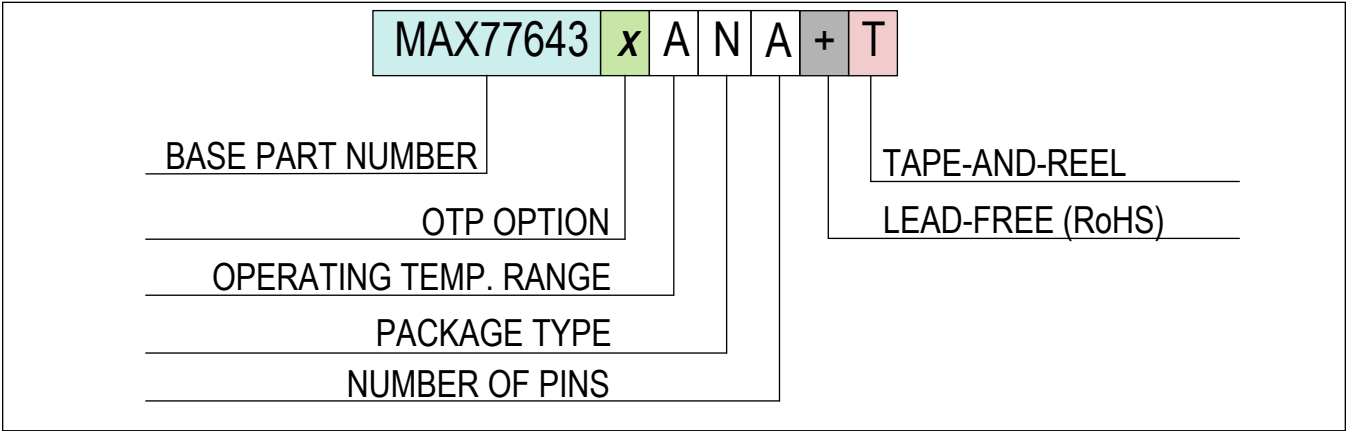 MAX77643 x A N A + T
BASE PART NUMBER
TAPE-AND-REEL
OTP OPTION
LEAD-FREE (RoHS)
OPERATING TEMP. RANGE
PACKAGE TYPE
NUMBER OF PINS